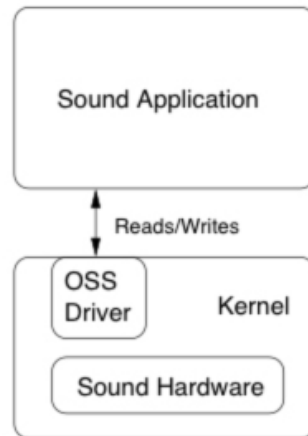 Sound Application
Reads/Writes
OSS
Driver
Kernel
Sound Hardware